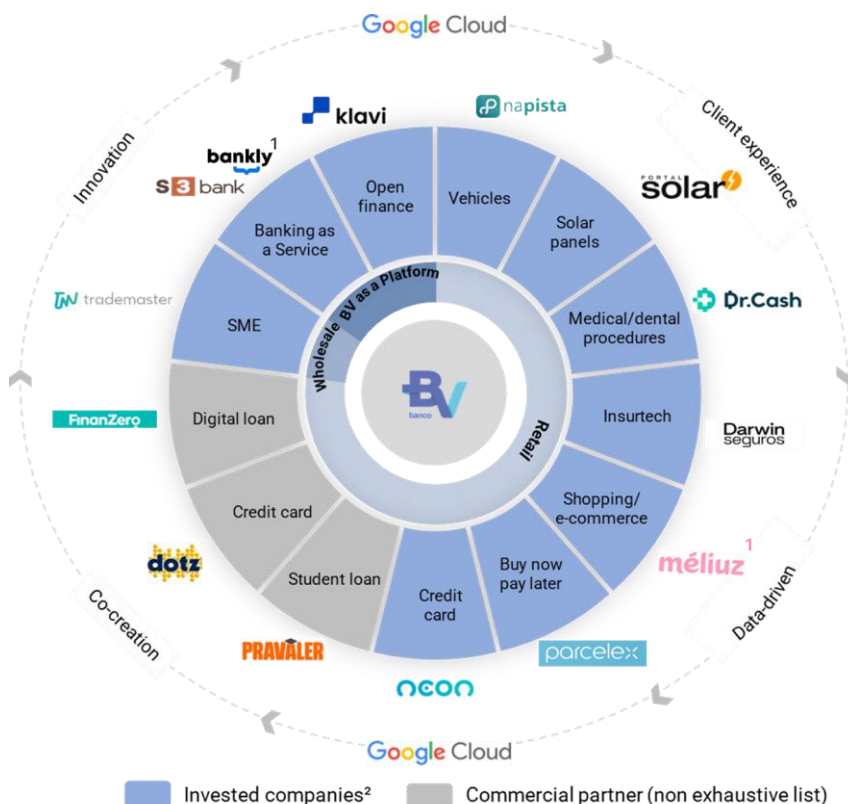 Google Cloud
Innovation
Client experience
klavi
napista
bankly¹
s3bank
PORTAL
solar
Open
finance
Vehicles
Banking as
a Service
Solar
panels
trademaster
Dr.Cash
SME
Wholesale
BV as a Platform
Medical/dental
procedures
FinanZero
Digital loan
BV
banco
Retail
Insurtech
Darwin
seguros
Credit card
Shopping/
e-commerce
dotz
Student loan
Credit
card
Buy now
pay later
méliuz¹
Co-creation
Data-driven
PRAVALER
neon
parcelex
Google Cloud
Invested companies²
Commercial partner (non exhaustive list)